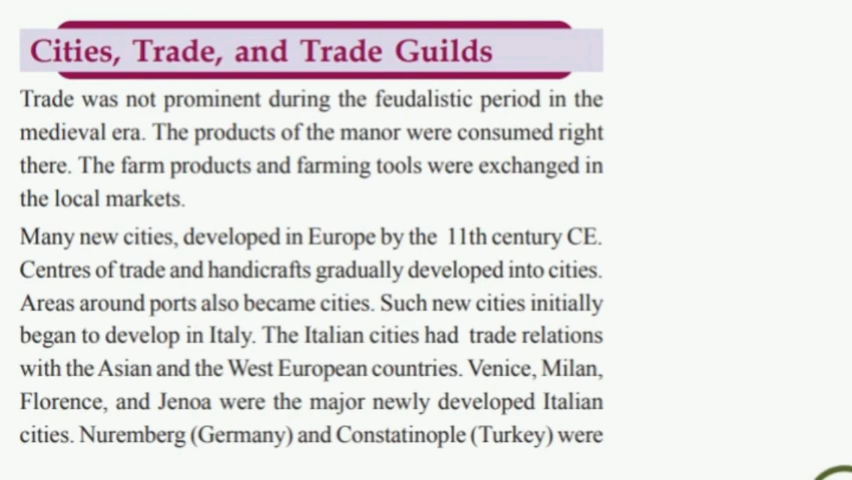 Cities, Trade, and Trade Guilds
Trade was not prominent during the feudalistic period in the
medieval era. The products of the manor were consumed right
there. The farm products and farming tools were exchanged in
the local markets.
Many new cities, developed in Europe by the 11th century CE.
Centres of trade and handicrafts gradually developed into cities.
Areas around ports also became cities. Such new cities initially
began to develop in Italy. The Italian cities had trade relations
with the Asian and the West European countries. Venice, Milan,
Florence, and Jenoa were the major newly developed Italian
cities. Nuremberg (Germany) and Constatinople (Turkey) were